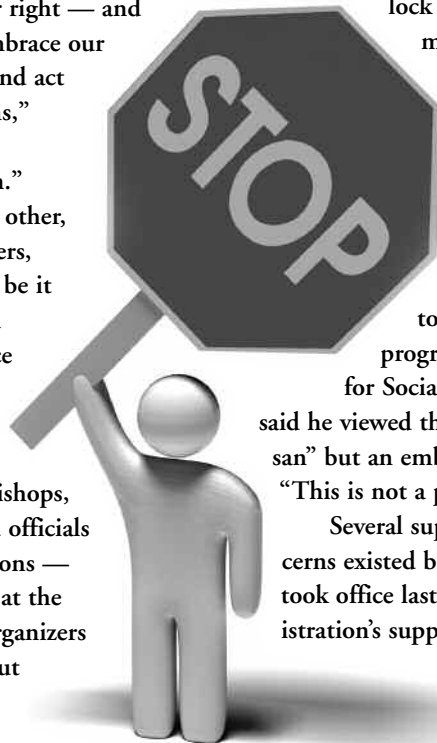 r right — and
mbrace our
nd act
ns,”
n.”
other,
ers,
be it
ce
ishops,
officials
ons —
at the
rganizers
ut
STOP
lock
m
to
progr
for Socia
said he viewed th
san” but an emb
“This is not a p
Several sup
cerns existed b
took office last
istration’s supp